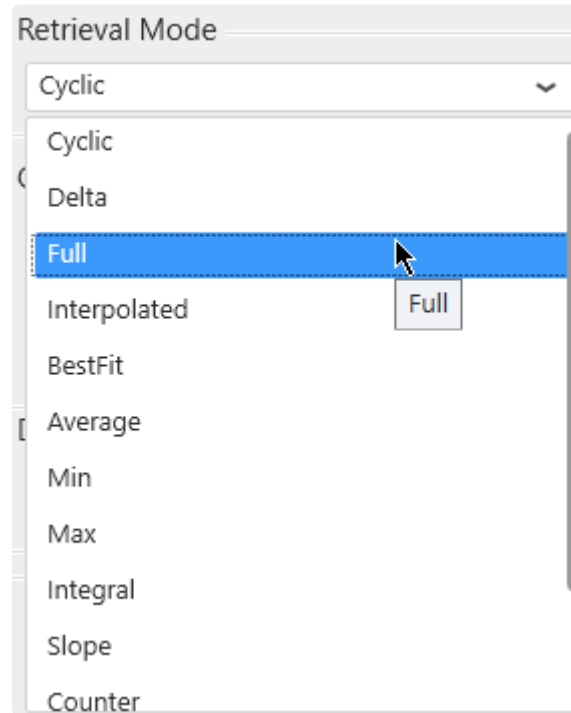 Retrieval Mode
Cyclic
Cyclic
Delta
Full
Full
Interpolated
BestFit
Average
Min
Max
Integral
Slope
Counter